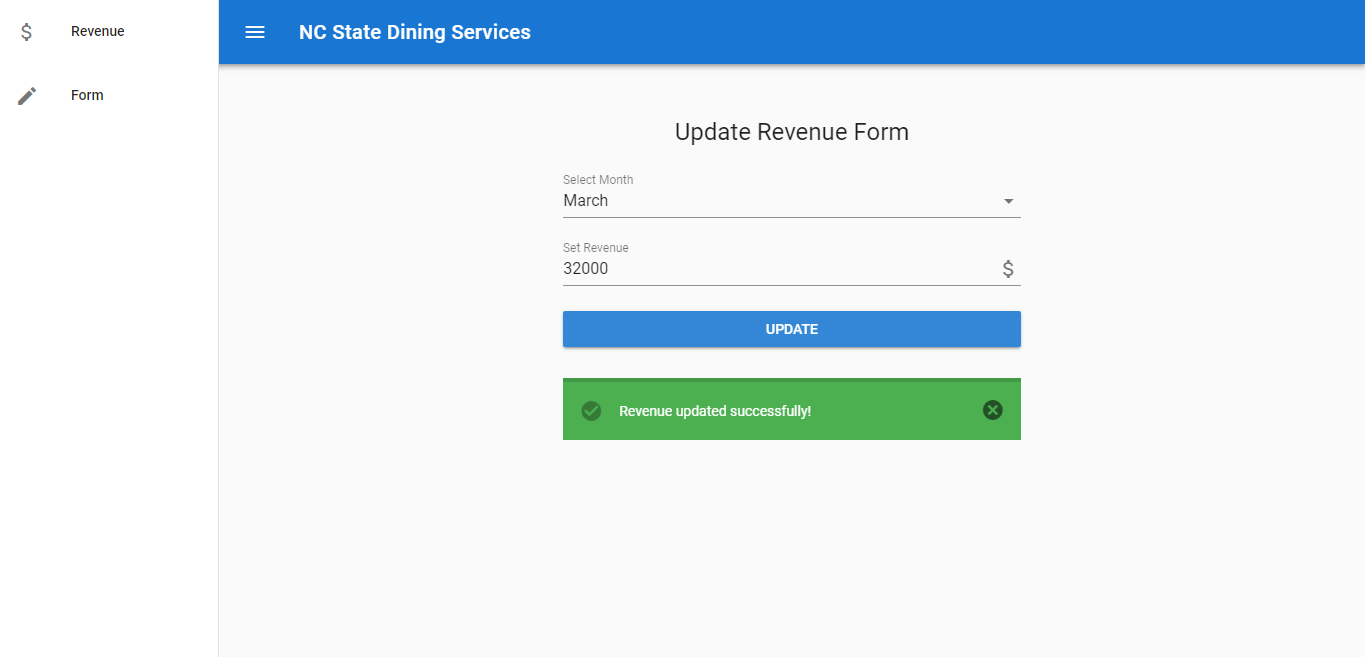 Revenue
Form
NC State Dining Services
Update Revenue Form
Select Month
March
Set Revenue
32000
$
UPDATE
Revenue updated successfully!